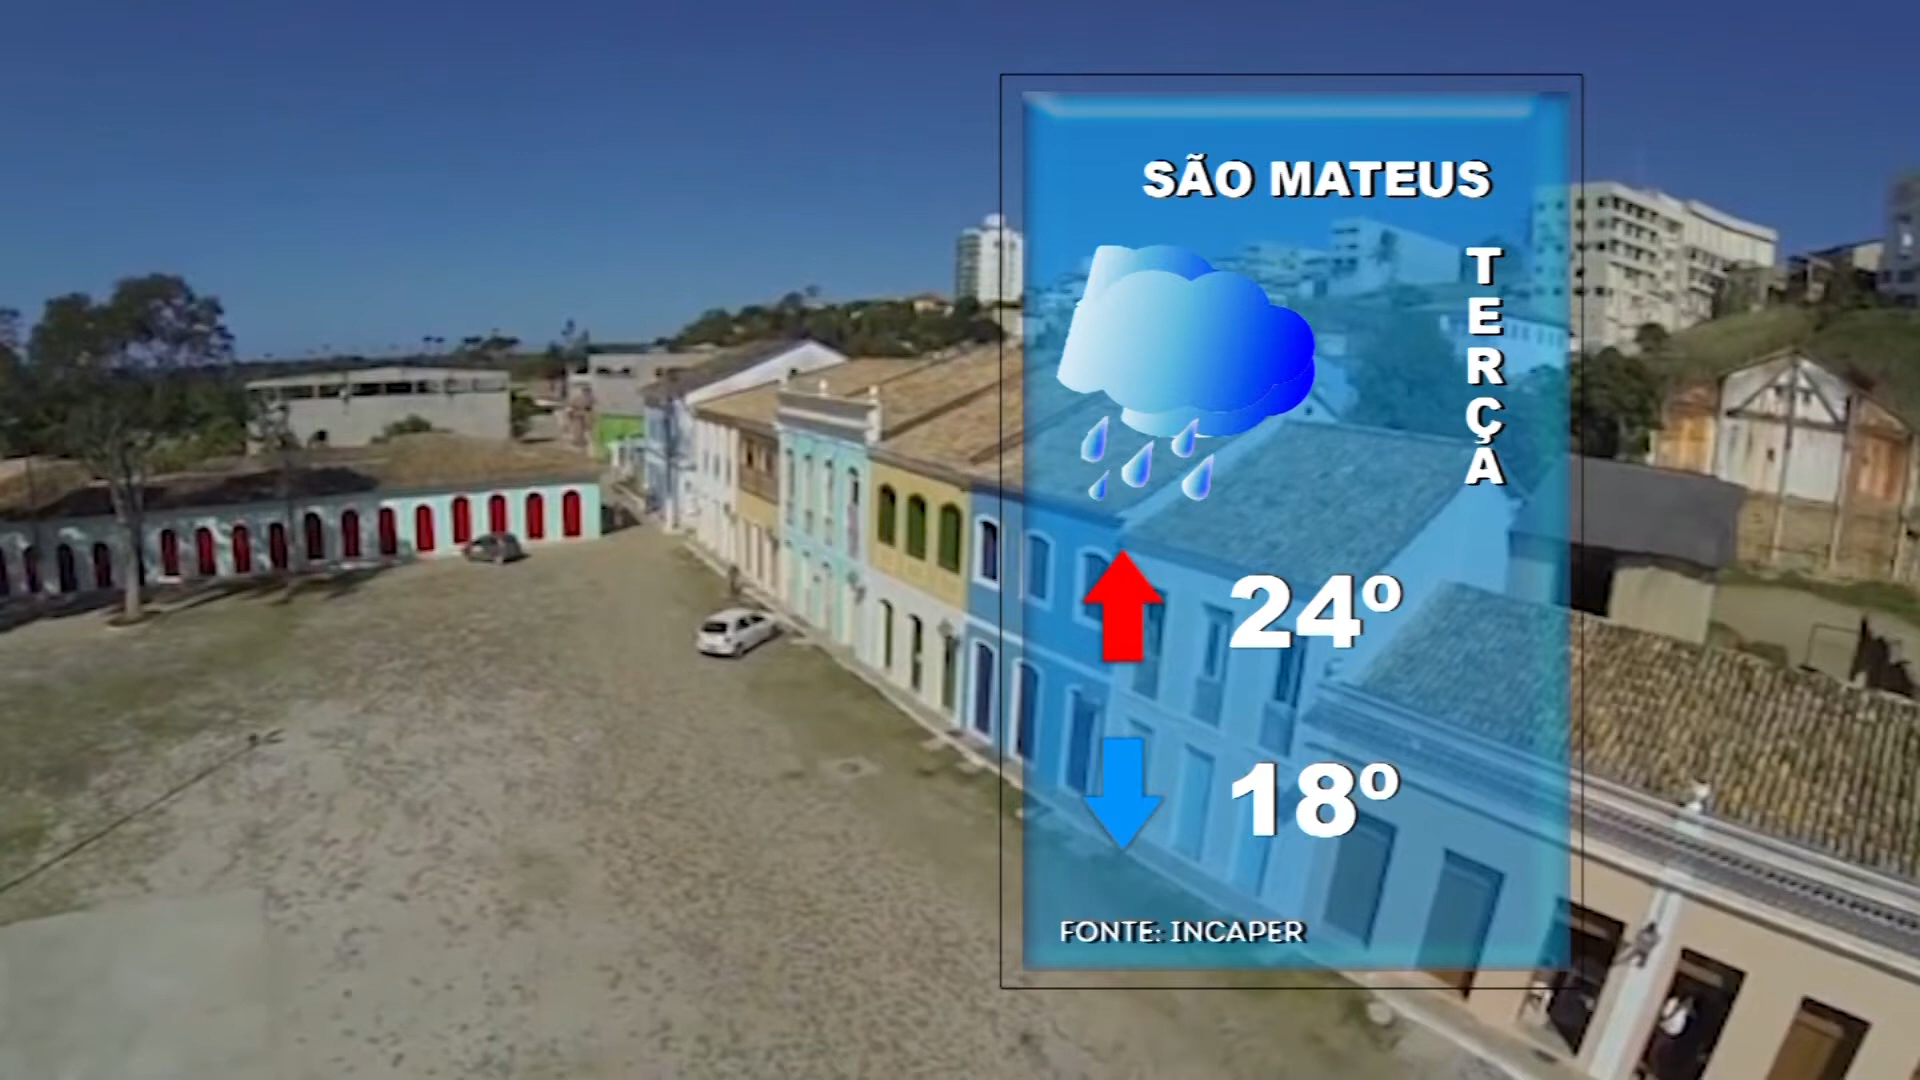 SÃO MATEUS
TERÇA
24º
18º
FONTE: INCAPER